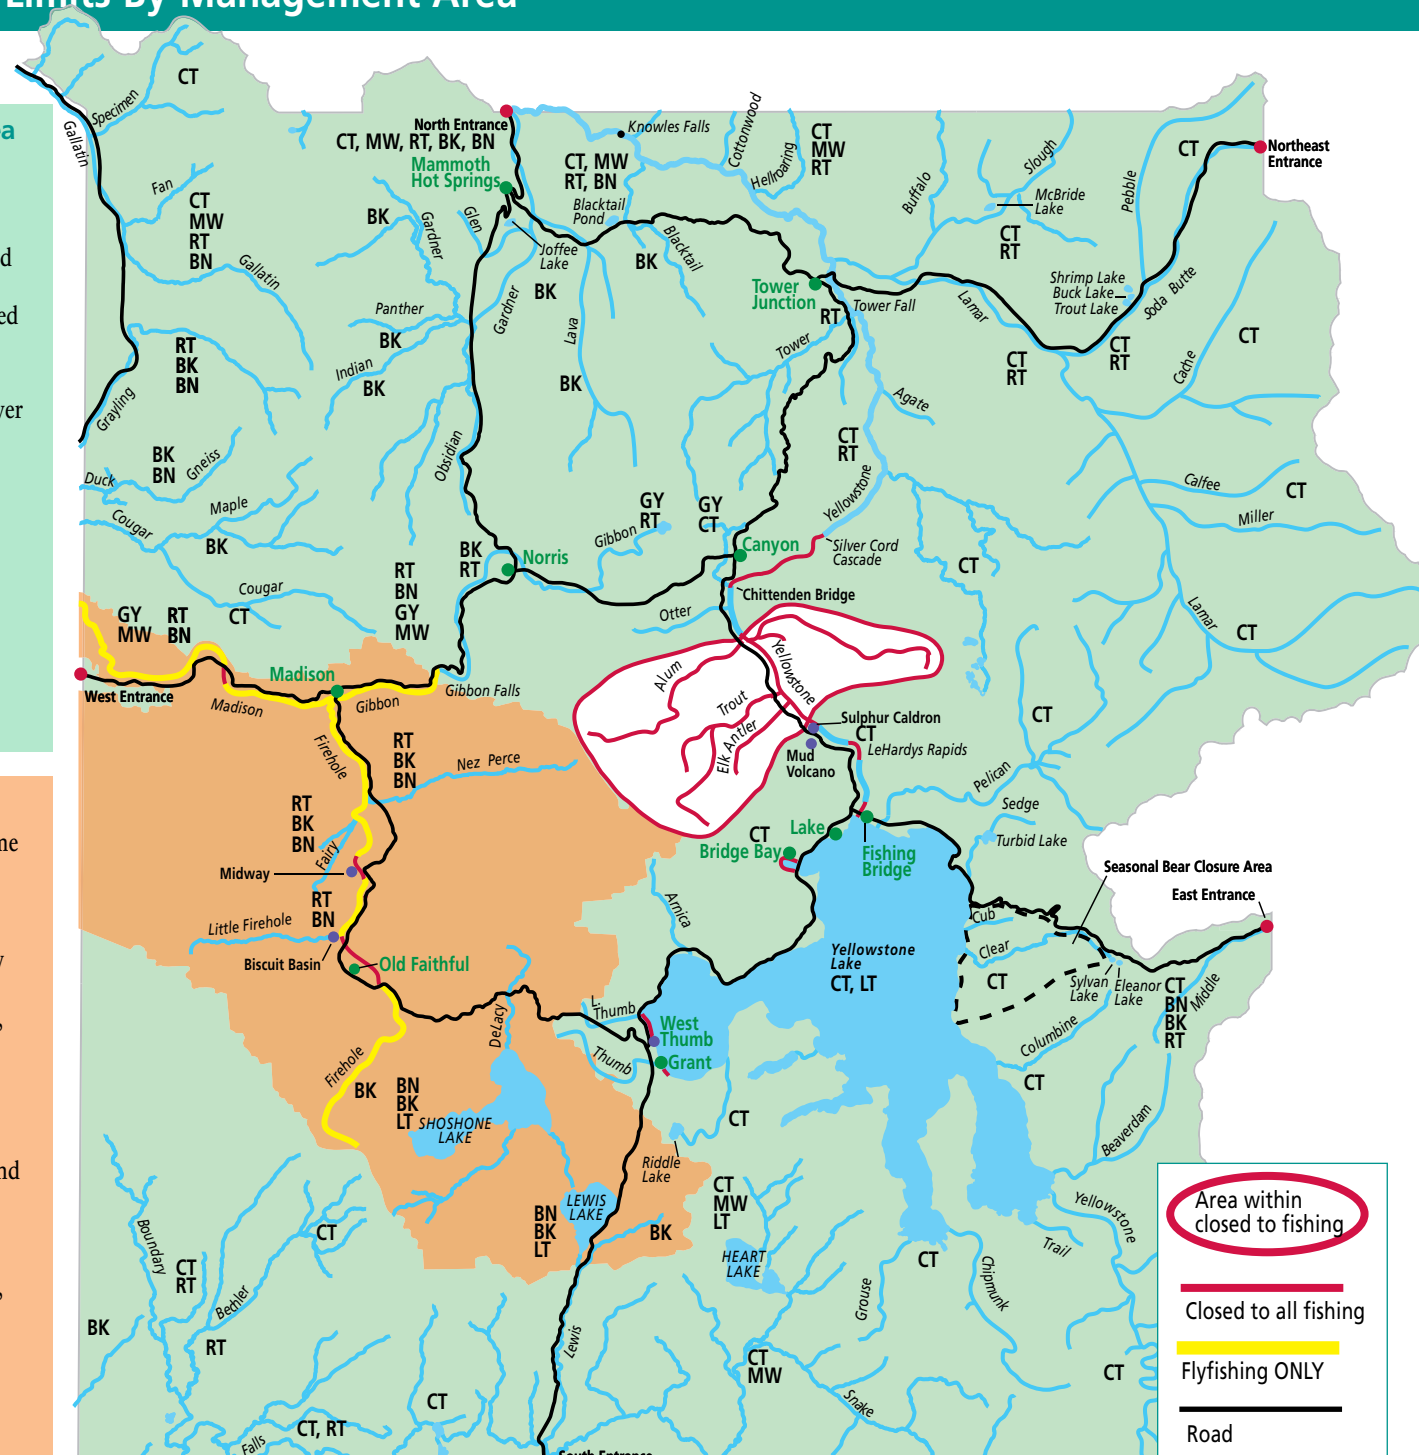 Limits By Management Area
a
d
ed
ver
ne
y
,
nd
,
Specimen
CT
Gallatin
North Entrance
CT, MW, RT, BK, BN
Mammoth
Hot Springs
Knowles Falls
Cottonwood
Hellroaring
CT
MW
RT
CT, MW
RT, BN
Blacktail
Pond
Buffalo
Slough
McBride
Lake
Pebble
CT
Northeast
Entrance
Fan
CT
MW
RT
BN
Gallatin
BK
Gardner
Glen
Joffee
Lake
BK
Blacktail
CT
RT
Shrimp Lake
Buck Lake
Trout Lake
Soda Butte
Tower
Junction
Tower Fall
Lamar
Gardner
BK
Panther
BK
Indian
BK
Lava
BK
RT
Tower
Agate
CT
RT
CT
RT
Cache
CT
RT
BK
BN
Grayling
Obsidian
CT
RT
Yellowstone
BK
BN
Gneiss
Duck
Cougar
Maple
BK
Calfee
CT
Miller
GY
RT
Gibbon
GY
CT
Canyon
Silver Cord
Cascade
BK
RT
Norris
Chittenden Bridge
Otter
CT
Lamar
CT
Cougar
CT
RT
BN
GY
MW
GY
MW
RT
BN
West Entrance
Madison
Madison
Gibbon
Gibbon Falls
Alum
Trout
Elk Antler
Yellowstone
Sulphur Caldron
CT
LeHardys Rapids
Mud
Volcano
CT
Pelican
Firehole
RT
BK
BN
Nez Perce
RT
BK
BN
Fairy
Midway
Sedge
Turbid Lake
CT
Lake
Bridge Bay
Fishing
Bridge
Seasonal Bear Closure Area
East Entrance
RT
BN
Little Firehole
Biscuit Basin
Old Faithful
Arnica
Cub
Clear
CT
Yellowstone
Lake
CT, LT
Sylvan
Lake
Eleanor
Lake
CT
BN
BK
RT
Middle
L.
Thumb
West
Thumb
Thumb
Grant
DeLacy
Columbine
CT
Firehole
BK
BN
BK
LT
SHOSHONE
LAKE
CT
Beaverdam
Riddle
Lake
CT
MW
LT
LEWIS
LAKE
BN
BK
LT
BK
HEART
LAKE
Yellowstone
Trail
CT
Chipmunk
Grouse
Boundary
CT
RT
CT
Bechler
BK
RT
Lewis
CT
MW
Snake
CT
CT
CT, RT
Falls
South Entrance
Area within
closed to fishing
Closed to all fishing
Flyfishing ONLY
Road